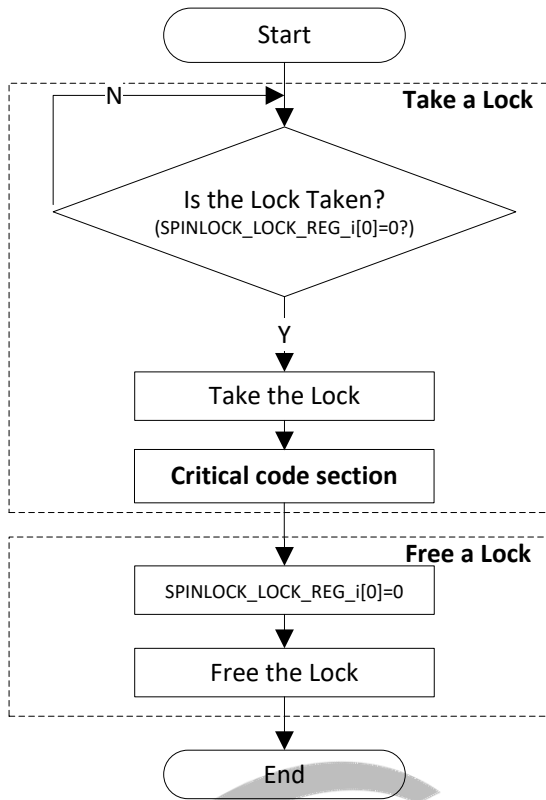 Start
N
Take a Lock
Is the Lock Taken?
(SPINLOCK_LOCK_REG_i[0]=0?)
Y
Take the Lock
Critical code section
Free a Lock
SPINLOCK_LOCK_REG_i[0]=0
Free the Lock
End